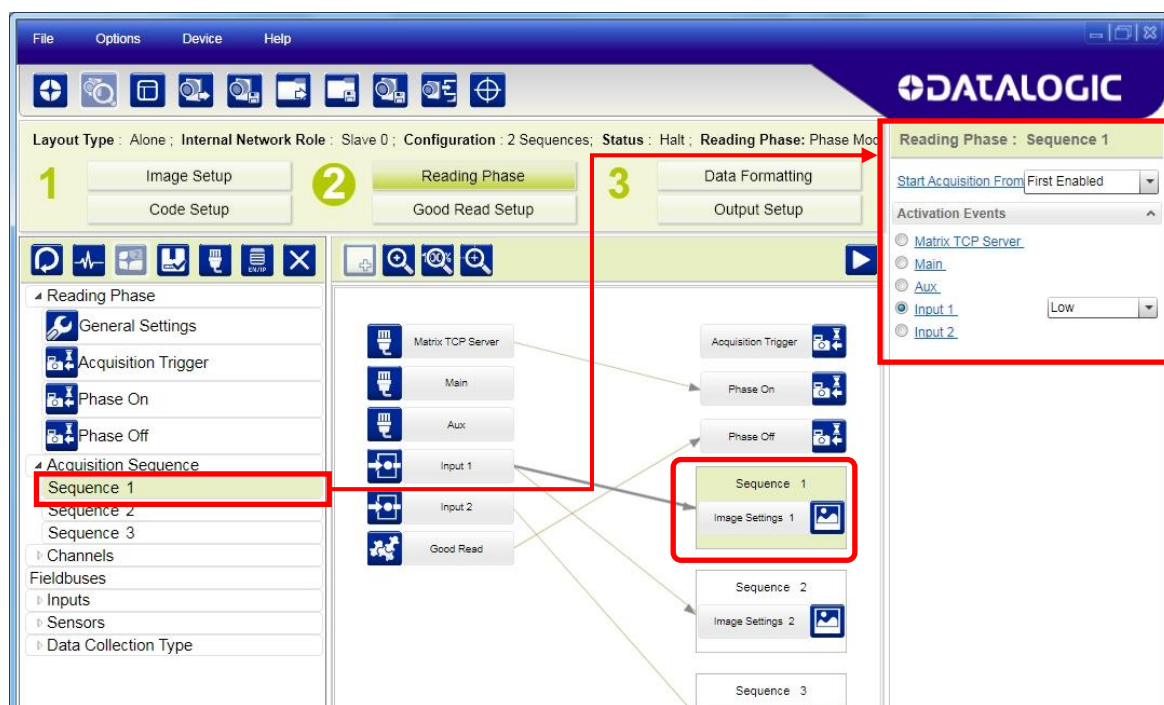 File Options Device Help
DATALOGIC
Layout Type : Alone ; Internal Network Role : Slave 0 ; Configuration : 2 Sequences; Status : Halt ; Reading Phase: Phase Mod
1 Image Setup
Code Setup
2 Reading Phase
Good Read Setup
3 Data Formatting
Output Setup
EN/IP
100%
Reading Phase
General Settings
Acquisition Trigger
Phase On
Phase Off
Acquisition Sequence
Sequence 1
Sequence 2
Sequence 3
Channels
Fieldbuses
Inputs
Sensors
Data Collection Type
Matrix TCP Server
Main
Aux
Input 1
Input 2
Good Read
Acquisition Trigger
Phase On
Phase Off
Sequence 1
Image Settings 1
Sequence 2
Image Settings 2
Sequence 3
Reading Phase : Sequence 1
Start Acquisition From First Enabled
Activation Events
Matrix TCP Server
Main
Aux
Input 1 Low
Input 2